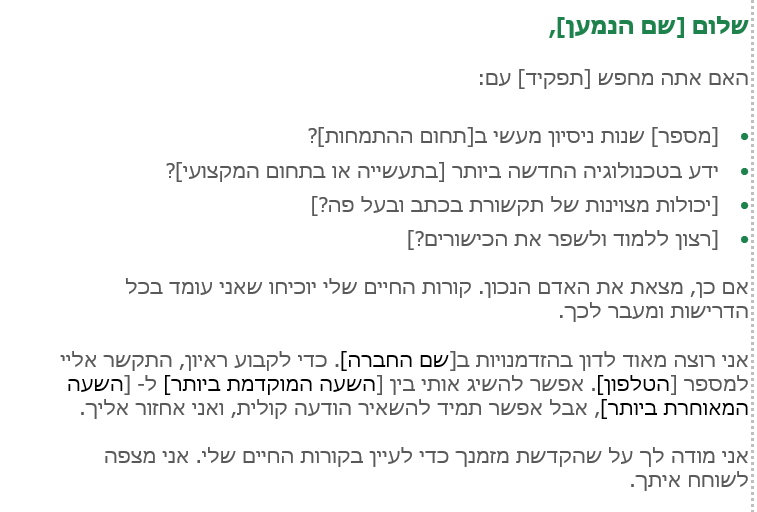 שלום [שם הנמען],
האם אתה מחפש [תפקיד] עם:
• [מספר] שנות ניסיון מעשי ב[תחום ההתמחות]?
• ידע בטכנולוגיה החדשה ביותר [בתעשייה או בתחום המקצועי]?
• [יכולות מצוינות של תקשורת בכתב ובעל פה?]
• [רצון ללמוד ולשפר את הכישורים?]
אם כן, מצאת את האדם הנכון. קורות החיים שלי יוכיחו שאני עומד בכל
הדרישות ומעבר לכך.
אני רוצה מאוד לדון בהזדמנויות ב[שם החברה]. כדי לקבוע ראיון, התקשר אליי
למספר [הטלפון]. אפשר להשיג אותי בין [השעה המוקדמת ביותר] ל- [השעה
המאוחרת ביותר], אבל אפשר תמיד להשאיר הודעה קולית, ואני אחזור אליך.
אני מודה לך על שהקדשת מזמנך כדי לעיין בקורות החיים שלי. אני מצפה
לשוחח איתך.